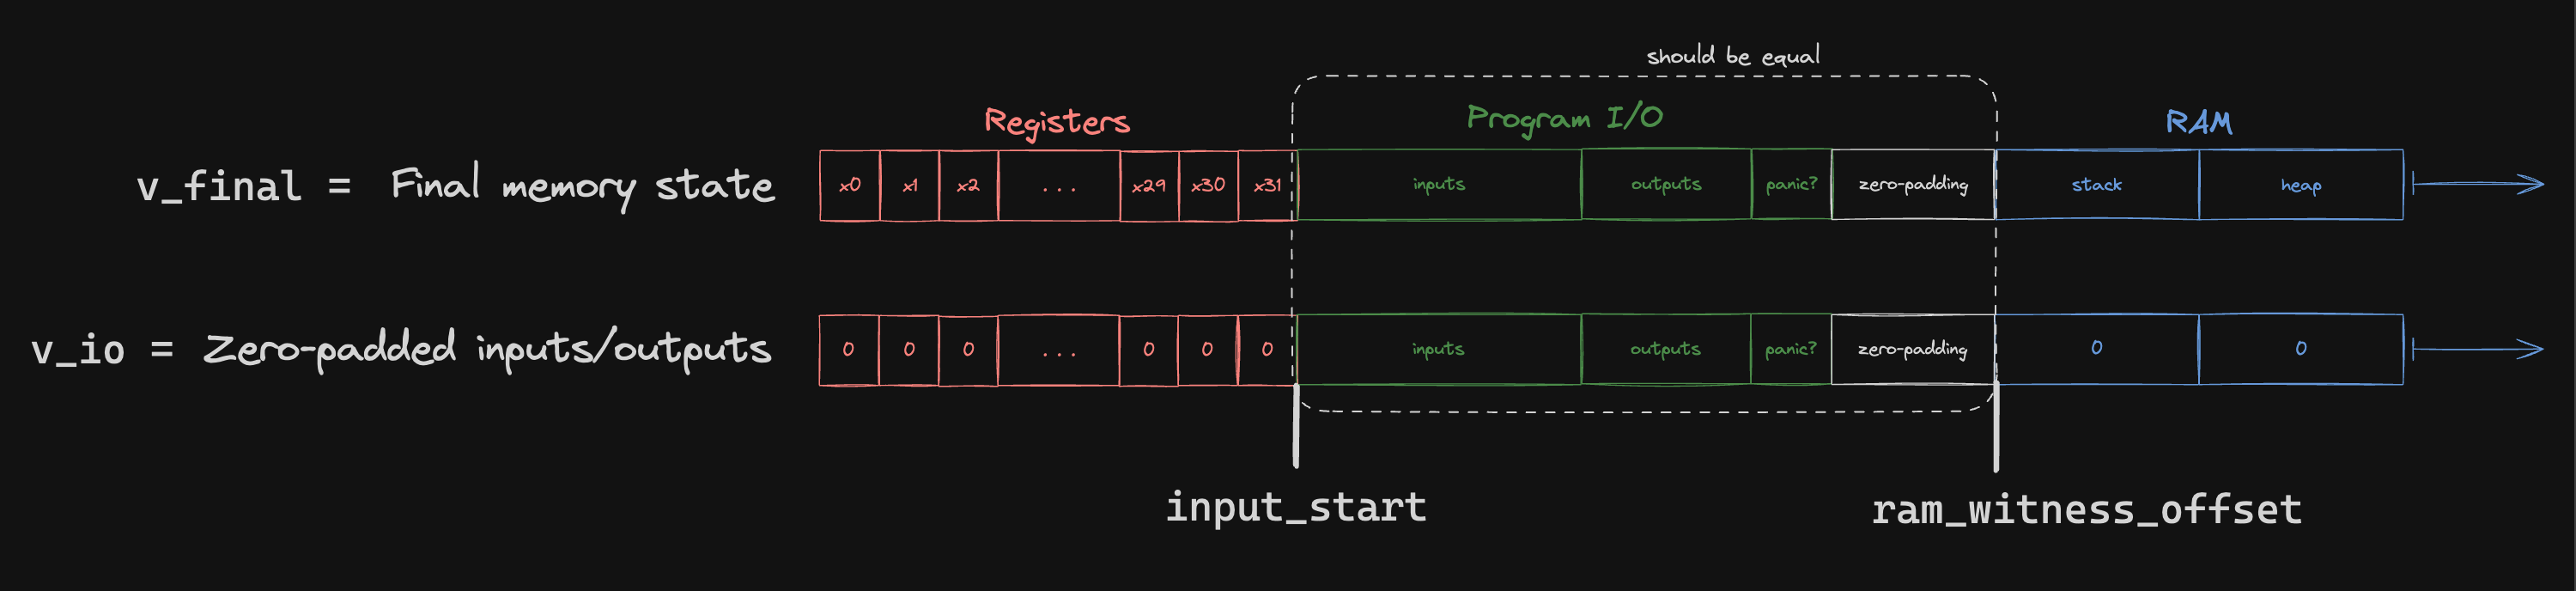 should be equal
Registers Program I/O RAM
v_final = Final memory state x0 x1 x2 ... x29 x30 x31 inputs outputs panic? zero-padding stack heap
v_io = Zero-padded inputs/outputs 0 0 0 ... 0 0 0 inputs outputs panic? zero-padding 0 0
input_start ram_witness_offset